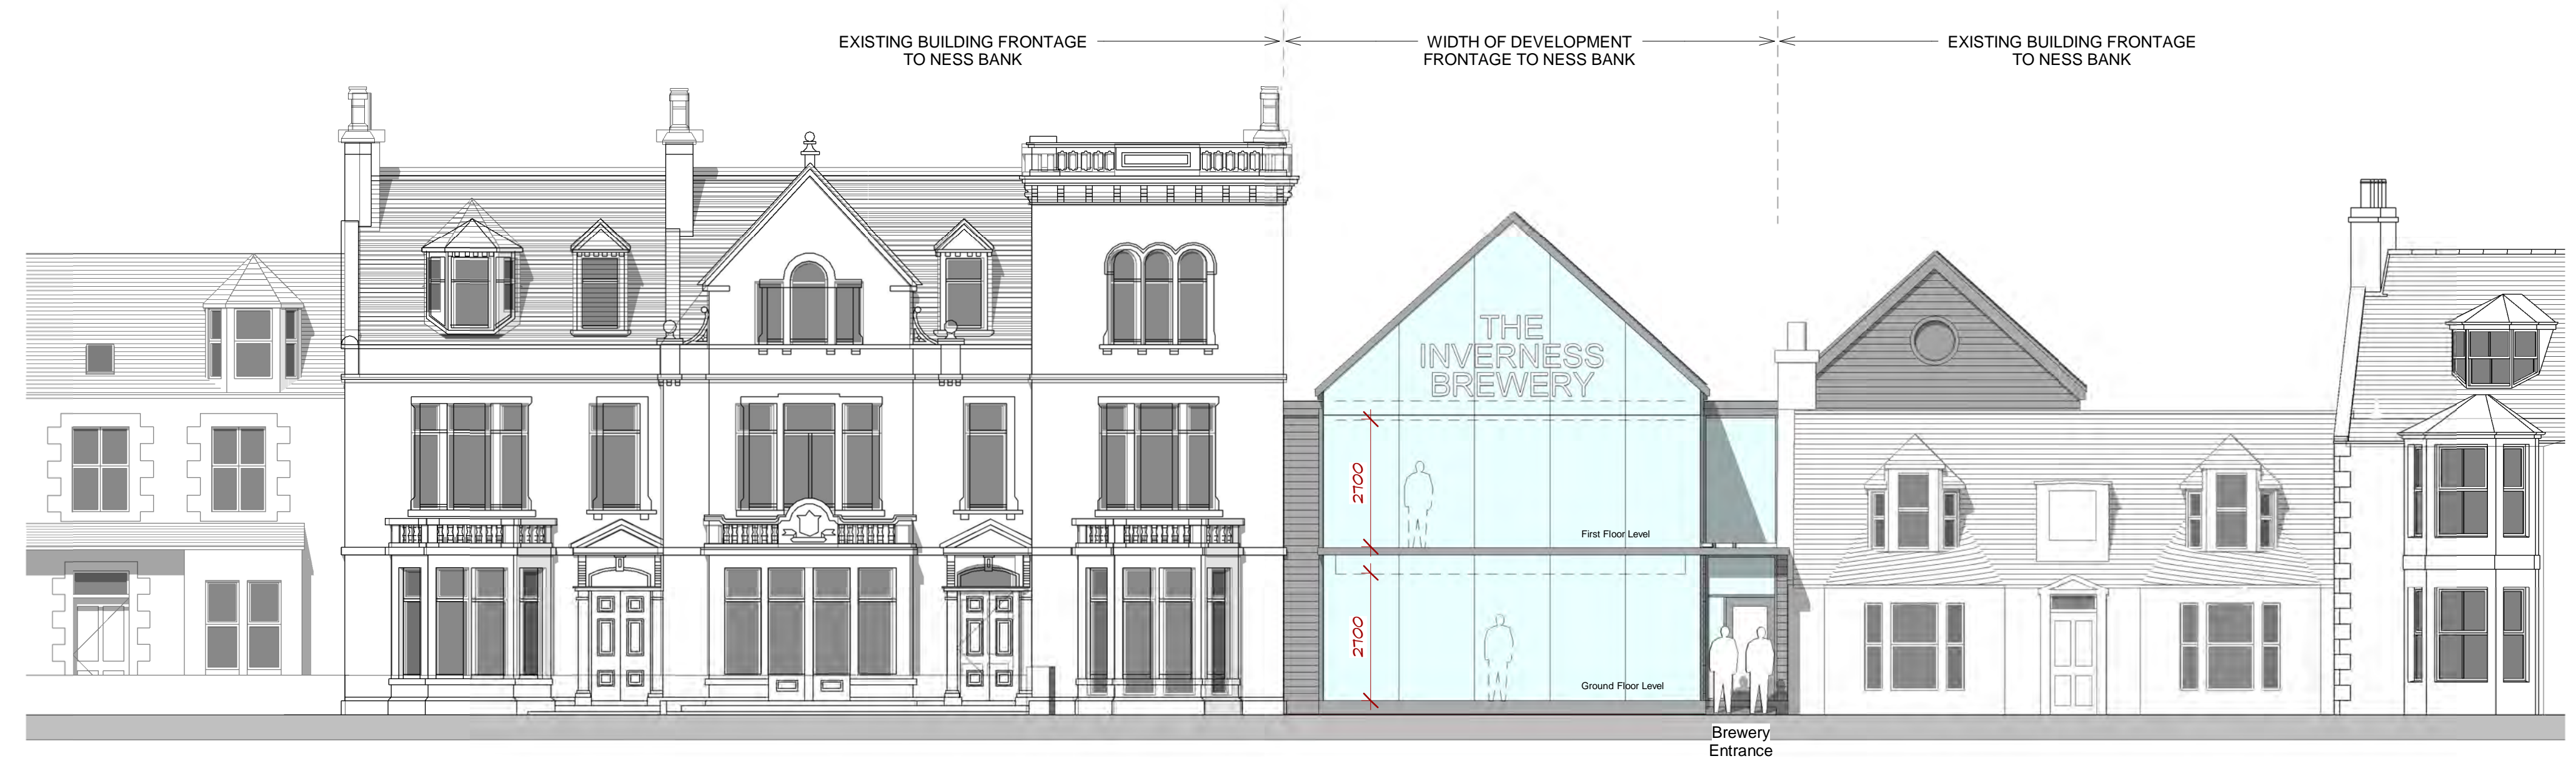 EXISTING BUILDING FRONTAGE
TO NESS BANK
WIDTH OF DEVELOPMENT
FRONTAGE TO NESS BANK
EXISTING BUILDING FRONTAGE
TO NESS BANK
THE
INVERNESS
BREWERY
2700
First Floor Level
2700
Ground Floor Level
Brewery
Entrance